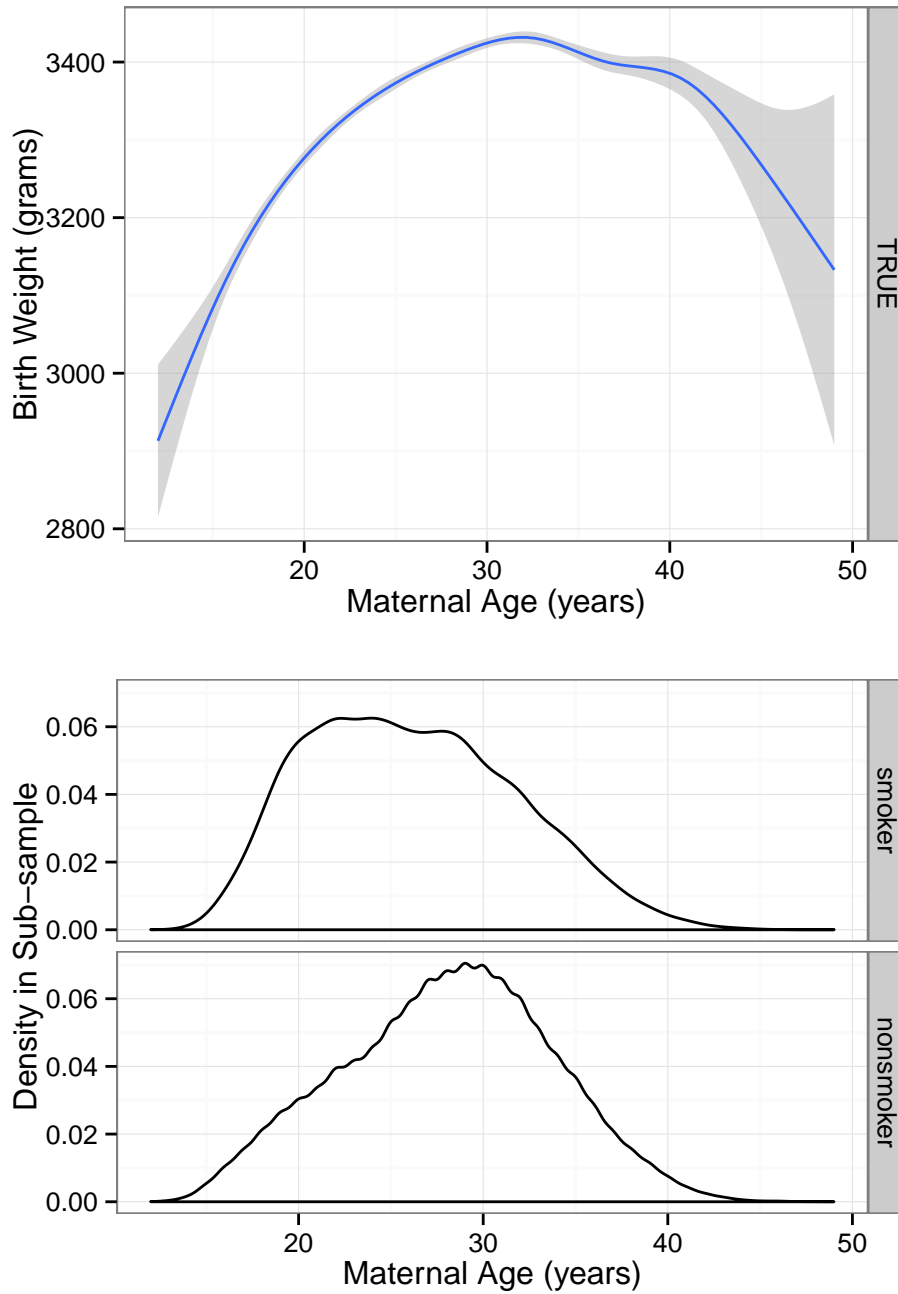 Birth Weight (grams)
3400
3200
3000
2800
TRUE
20 30 40 50
Maternal Age (years)
Density in Sub−sample
0.06
0.04
0.02
0.00
smoker
0.06
0.04
0.02
0.00
nonsmoker
20 30 40 50
Maternal Age (years)